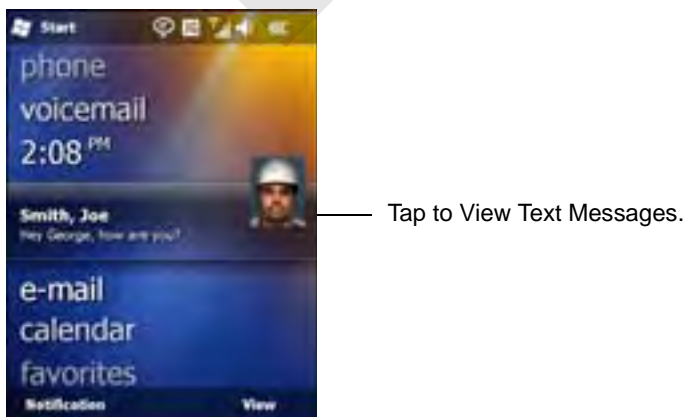 Start
phone
voicemail
2:08 PM
Smith, Joe
Hey George, how are you?
Tap to View Text Messages.
e-mail
calendar
favorites
Notification View